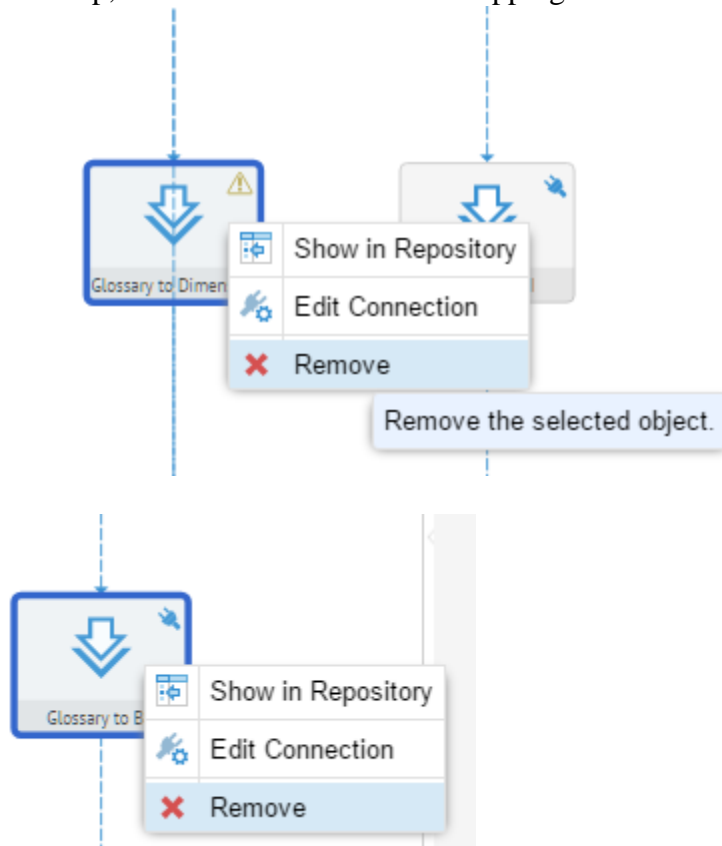 Show in Repository
Glossary to Dimen
Edit Connection
Remove
Remove the selected object.
Show in Repository
Glossary to B
Edit Connection
Remove